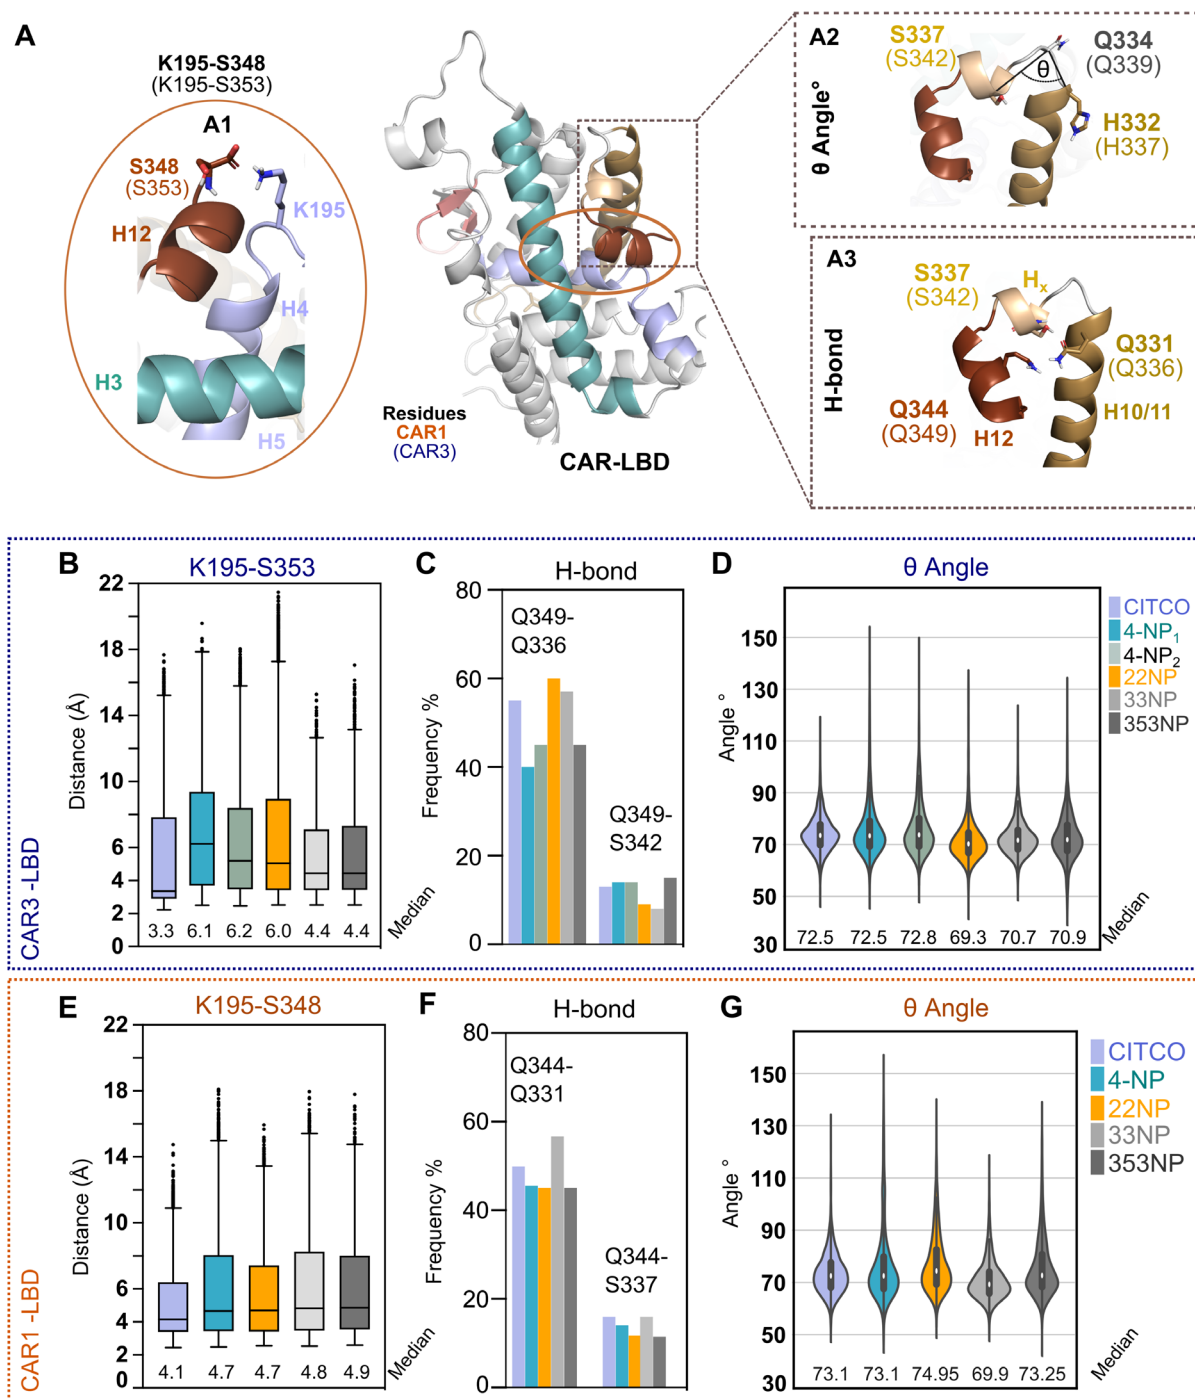 A
K195-S348
(K195-S353)
A1
S348
(S353)
K195
H12
H4
H3
H5
Residues
CAR1
(CAR3)
CAR-LBD
A2
S337
(S342)
Q334
(Q339)
θ
H332
(H337)
θ Angle°
A3
S337
(S342)
Hx
Q331
(Q336)
Q344
(Q349)
H12
H10/11
H-bond
CAR3 -LBD
B
K195-S353
Distance (Å)
22
18
14
10
6
4
2
0
3.3 6.1 6.2 6.0 4.4 4.4
Median
C
H-bond
Frequency %
80
60
40
20
0
Q349-
Q336
Q349-
S342
D
θ Angle
Angle °
150
130
110
90
70
50
30
72.5 72.5 72.8 69.3 70.7 70.9
Median
CITCO
4-NP1
4-NP2
22NP
33NP
353NP
CAR1 -LBD
E
K195-S348
Distance (Å)
22
18
14
10
6
4
2
0
4.1 4.7 4.7 4.8 4.9
Median
F
H-bond
Frequency %
80
60
40
20
0
Q344-
Q331
Q344-
S337
G
θ Angle
Angle °
150
130
110
90
70
50
30
73.1 73.1 74.95 69.9 73.25
Median
CITCO
4-NP
22NP
33NP
353NP